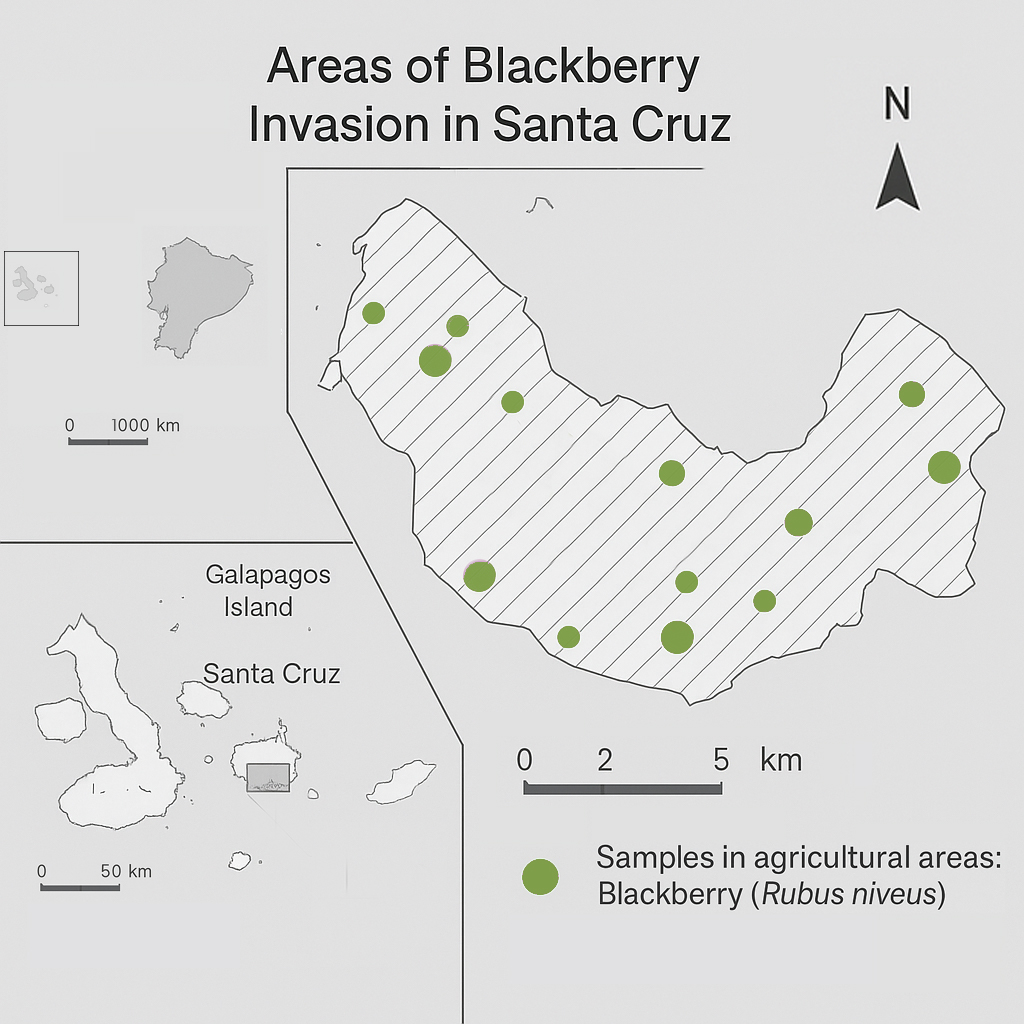 Areas of Blackberry
Invasion in Santa Cruz
N
0 1000 km
Galapagos
Island
Santa Cruz
0 50 km
0 2 5 km
Samples in agricultural areas:
Blackberry (Rubus niveus)